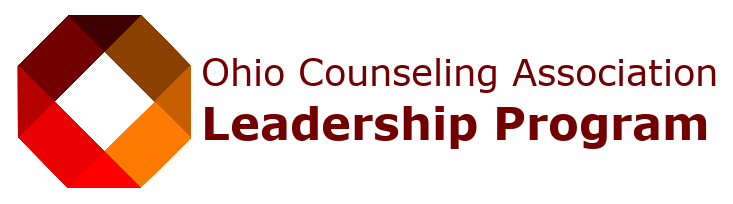 Ohio Counseling Association
Leadership Program